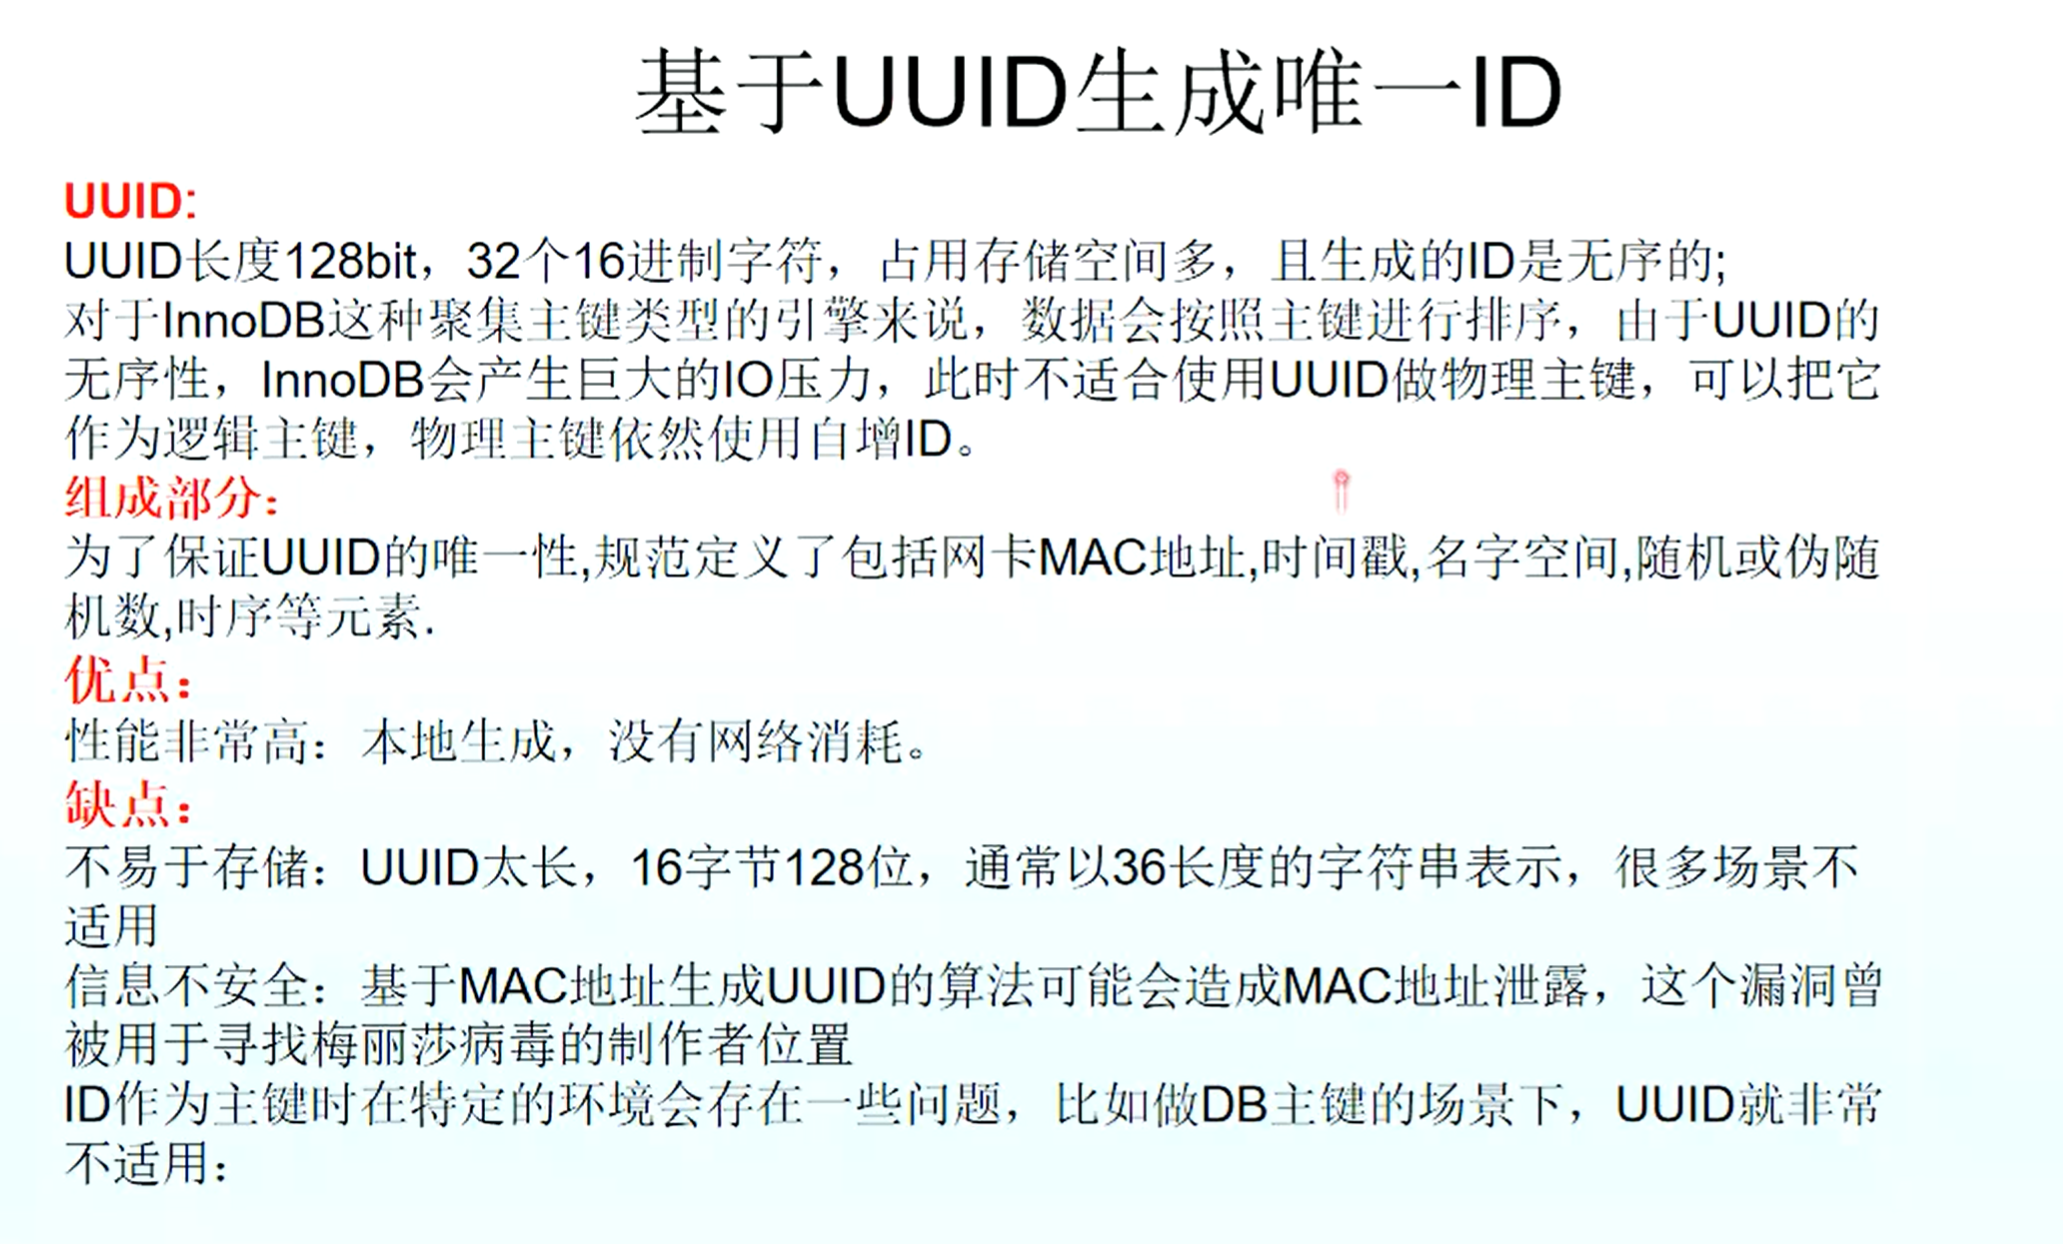 基于UUID生成唯一ID
UUID:
UUID长度128bit，32个16进制字符，占用存储空间多，且生成的ID是无序的;
对于InnoDB这种聚集主键类型的引擎来说，数据会按照主键进行排序，由于UUID的
无序性，InnoDB会产生巨大的IO压力，此时不适合使用UUID做物理主键，可以把它
作为逻辑主键，物理主键依然使用自增ID。
组成部分：
为了保证UUID的唯一性,规范定义了包括网卡MAC地址,时间戳,名字空间,随机或伪随
机数,时序等元素.
优点：
性能非常高：本地生成，没有网络消耗。
缺点：
不易于存储：UUID太长，16字节128位，通常以36长度的字符串表示，很多场景不
适用
信息不安全：基于MAC地址生成UUID的算法可能会造成MAC地址泄露，这个漏洞曾
被用于寻找梅丽莎病毒的制作者位置
ID作为主键时在特定的环境会存在一些问题，比如做DB主键的场景下，UUID就非常
不适用：